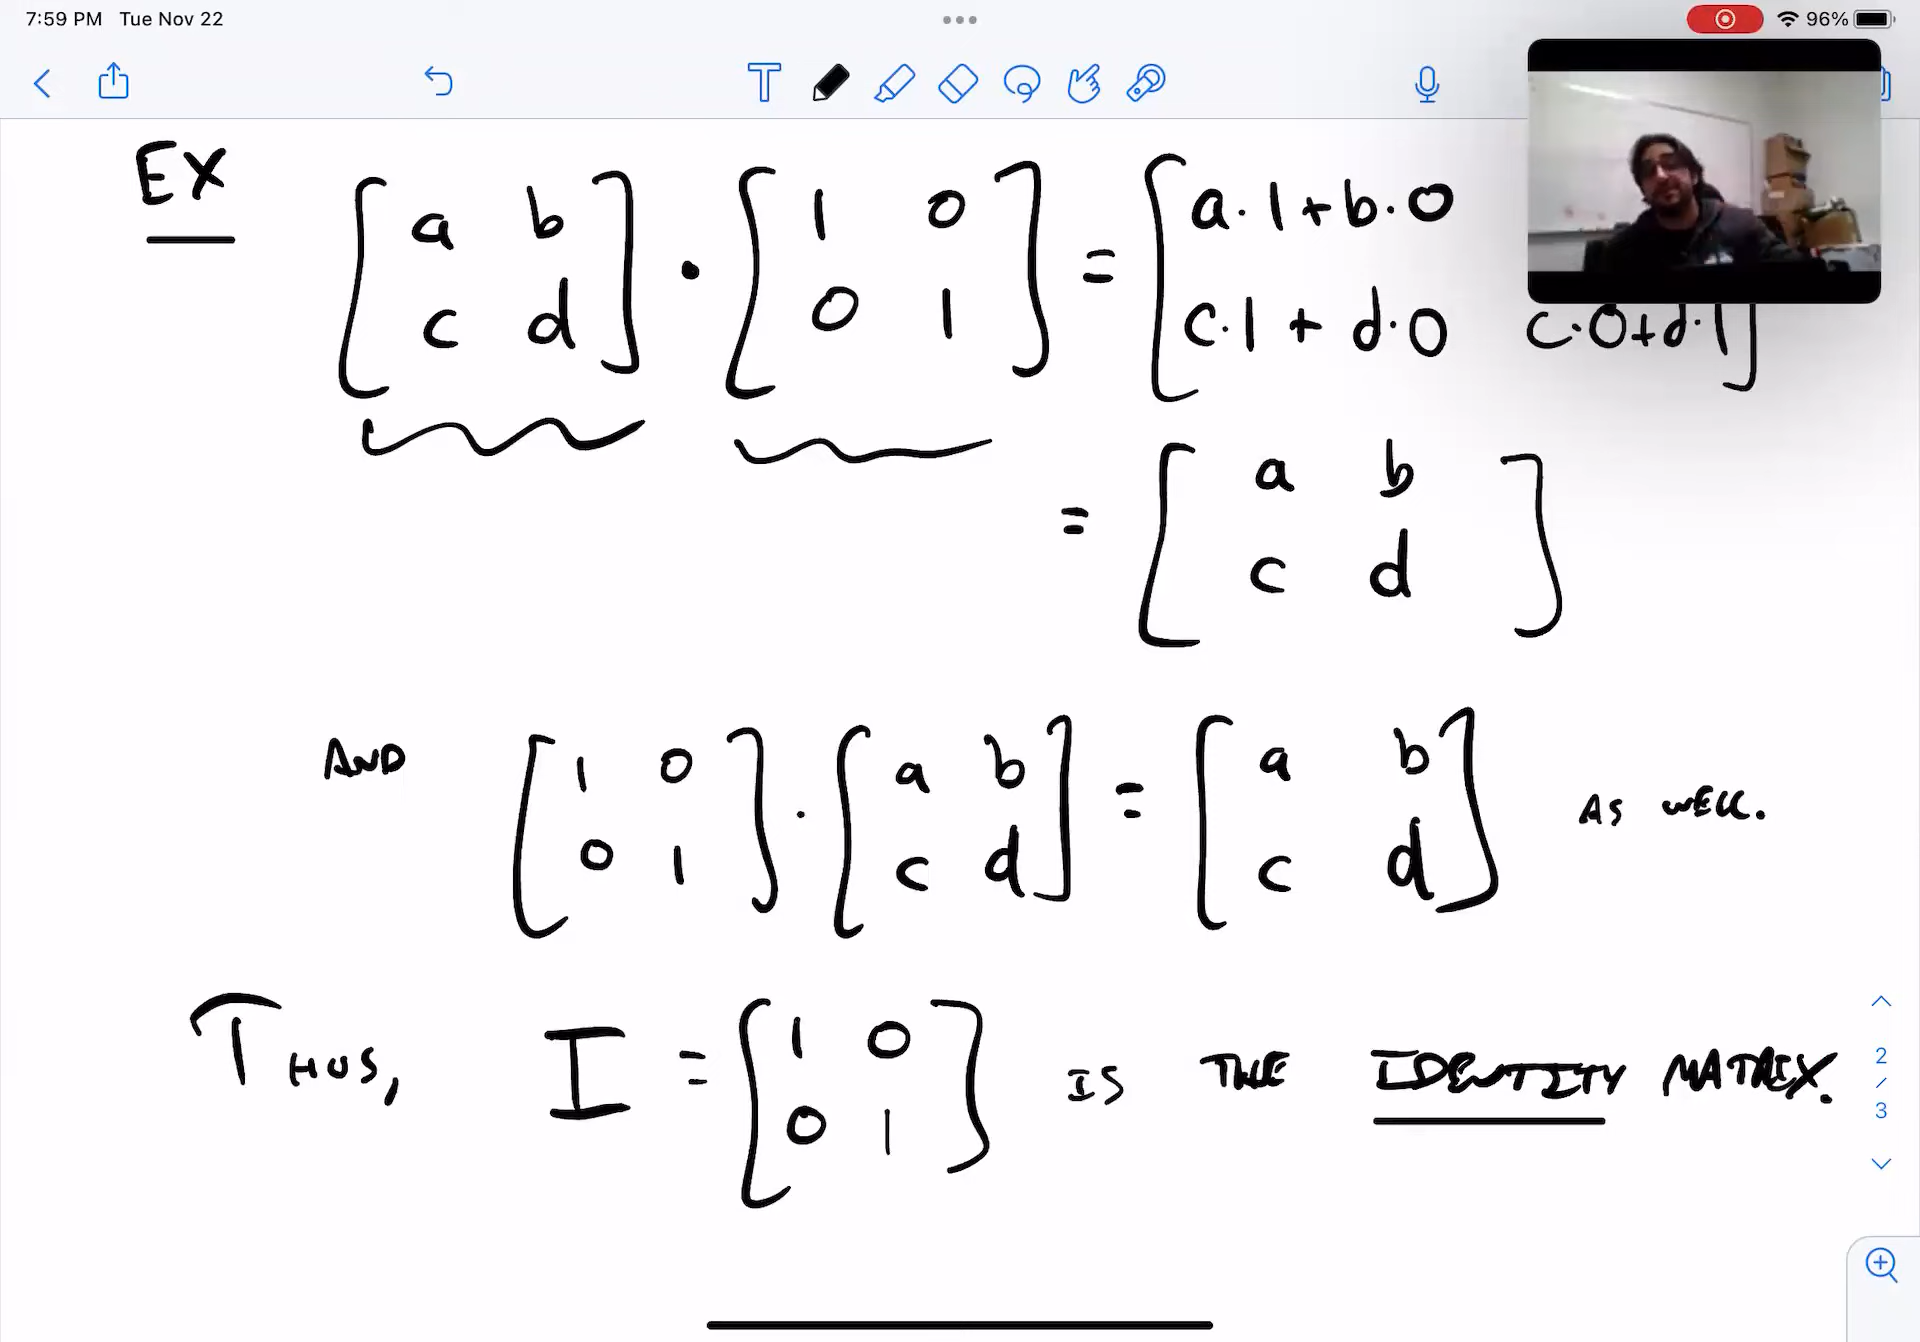 7:59 PM Tue Nov 22 96%
EX [a b] · [1 0] = [a·1+b·0
[c d] [0 1] [c·1 + d·0 c·0+d·1]
= [a b]
[c d]
AND [1 0] · [a b] = [a b] AS WELL.
[0 1] [c d] [c d]
THUS, I = [1 0] IS THE IDENTITY MATRIX.
[0 1]
2
/
3